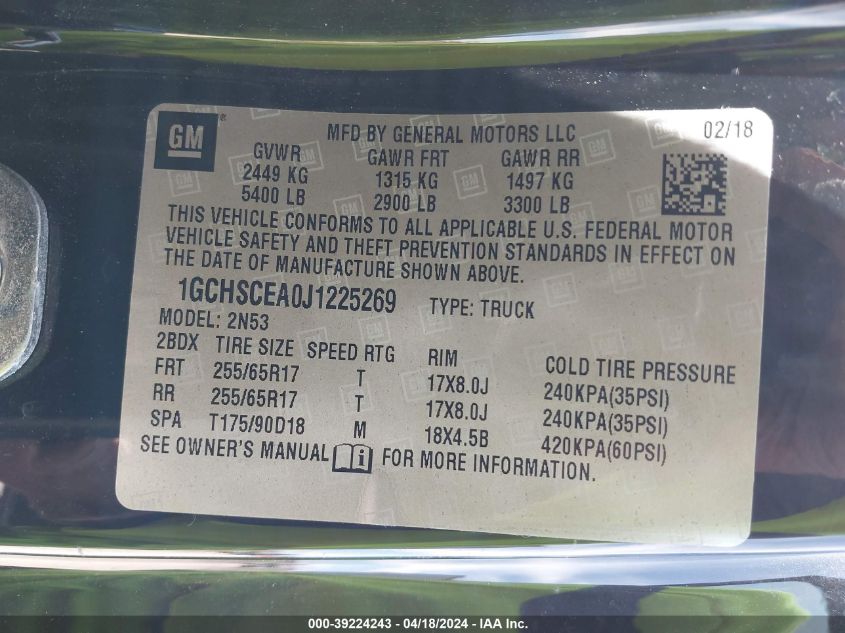 GM® MFD BY GENERAL MOTORS LLC 02/18
GVWR GAWR FRT GAWR RR
2449 KG 1315 KG 1497 KG
5400 LB 2900 LB 3300 LB
THIS VEHICLE CONFORMS TO ALL APPLICABLE U.S. FEDERAL MOTOR
VEHICLE SAFETY AND THEFT PREVENTION STANDARDS IN EFFECT ON
THE DATE OF MANUFACTURE SHOWN ABOVE.
1GCHSCEA0J1225269 TYPE: TRUCK
MODEL: 2N53
2BDX TIRE SIZE SPEED RTG RIM COLD TIRE PRESSURE
FRT 255/65R17 T 17X8.0J 240KPA(35PSI)
RR 255/65R17 T 17X8.0J 240KPA(35PSI)
SPA T175/90D18 M 18X4.5B 420KPA(60PSI)
SEE OWNER'S MANUAL i FOR MORE INFORMATION.
000-39224243 - 04/18/2024 - IAAI.com